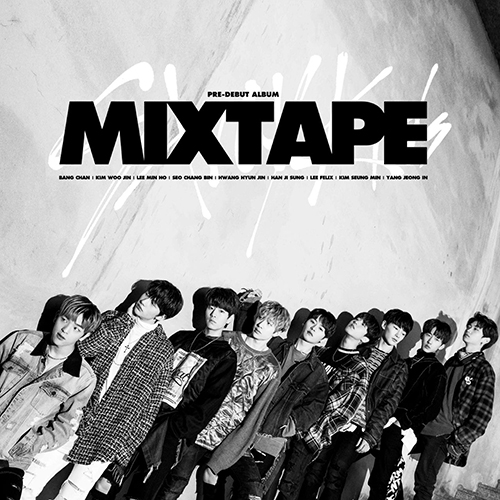 PRE-DEBUT ALBUM
MIXTAPE
BANG CHAN | KIM WOO JIN | LEE MIN HO | SEO CHANG BIN | HWANG HYUN JIN | HAN JI SUNG | LEE FELIX | KIM SEUNG MIN | YANG JEONG IN